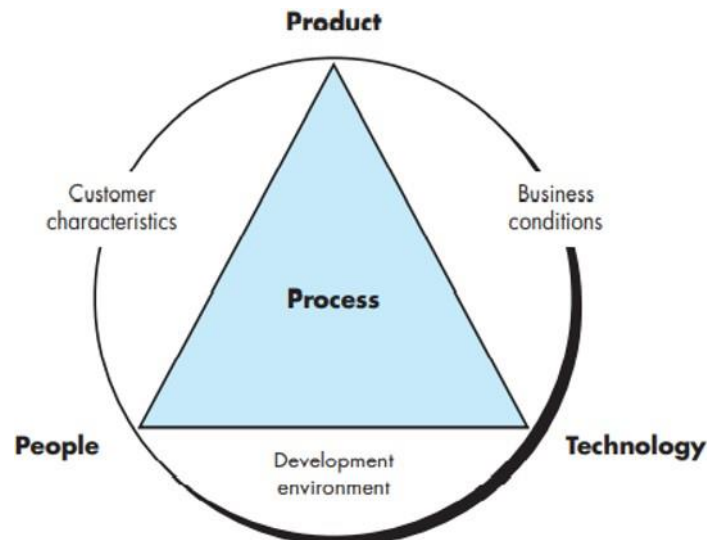 Product
Customer
characteristics
Business
conditions
Process
People
Technology
Development
environment